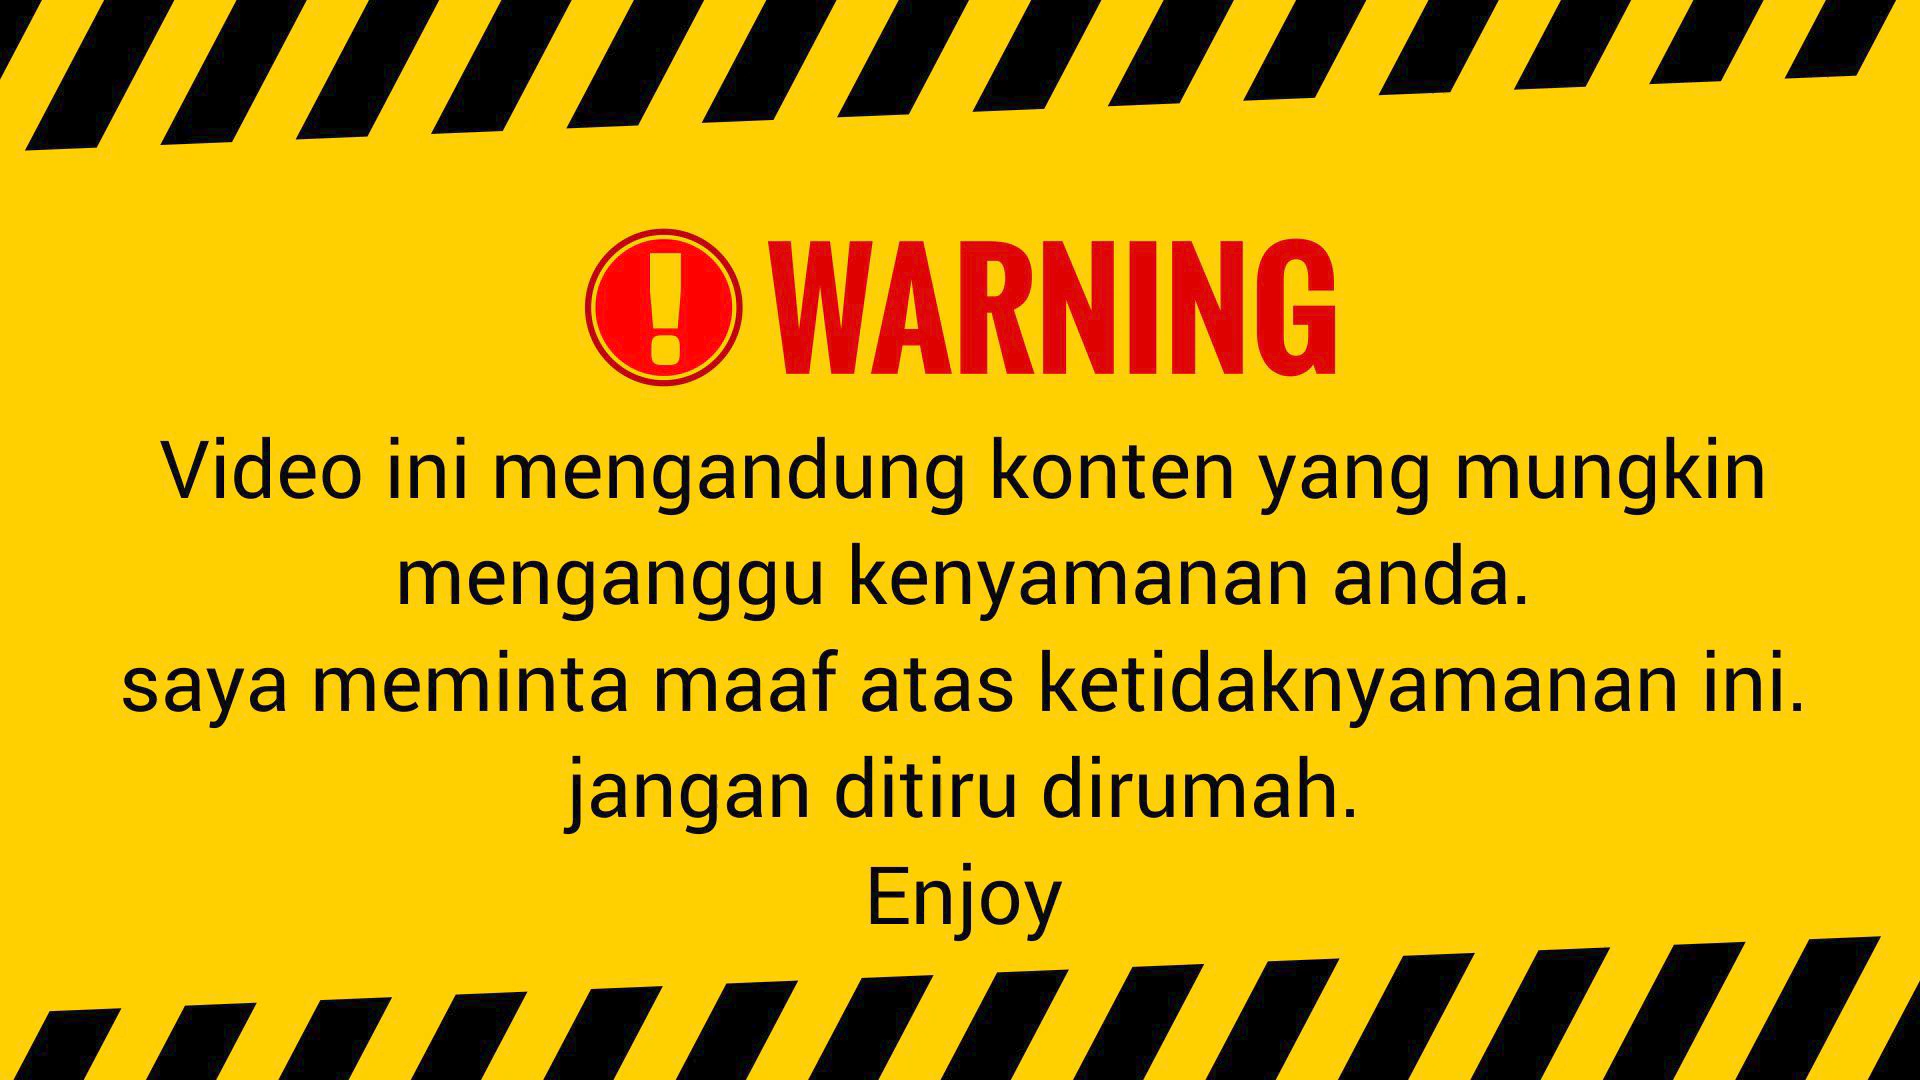 WARNING
Video ini mengandung konten yang mungkin
menganggu kenyamanan anda.
saya meminta maaf atas ketidaknyamanan ini.
jangan ditiru dirumah.
Enjoy